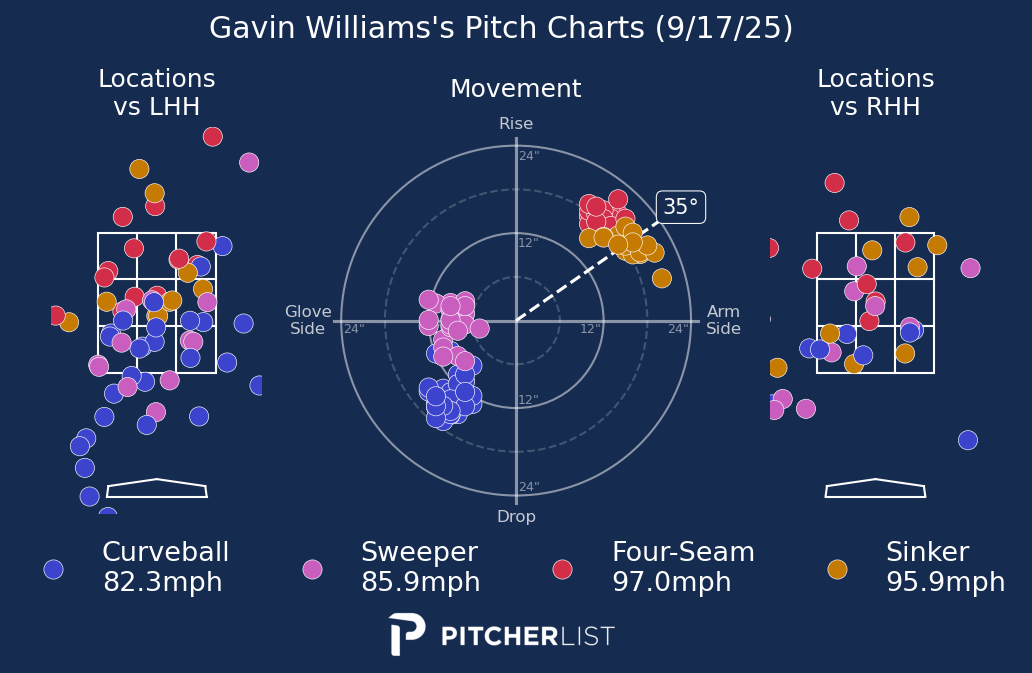 Gavin Williams's Pitch Charts (9/17/25)
Locations
vs LHH
Movement
Locations
vs RHH
Rise
24"
35°
12"
Glove
Side
24"
12"
24"
Arm
Side
12"
24"
Drop
Curveball
82.3mph
Sweeper
85.9mph
Four-Seam
97.0mph
Sinker
95.9mph
PITCHERLIST